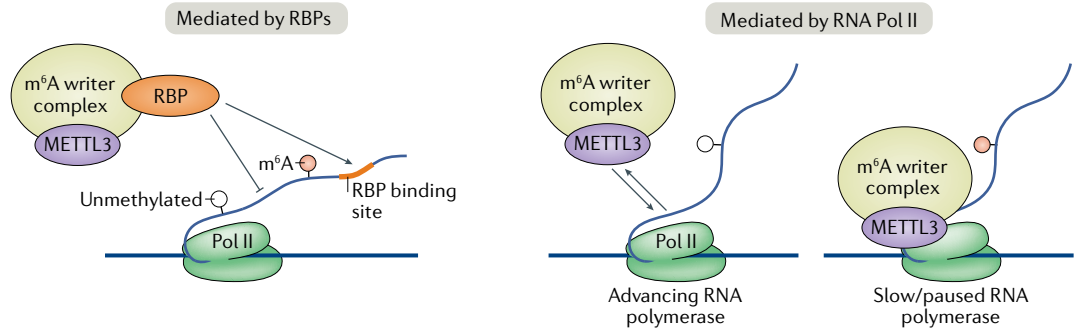 Mediated by RBPs
m⁶A writer
complex
RBP
METTL3
m⁶A
Unmethylated
RBP binding
site
Pol II
Mediated by RNA Pol II
m⁶A writer
complex
METTL3
Pol II
Advancing RNA
polymerase
m⁶A writer
complex
METTL3
Slow/paused RNA
polymerase